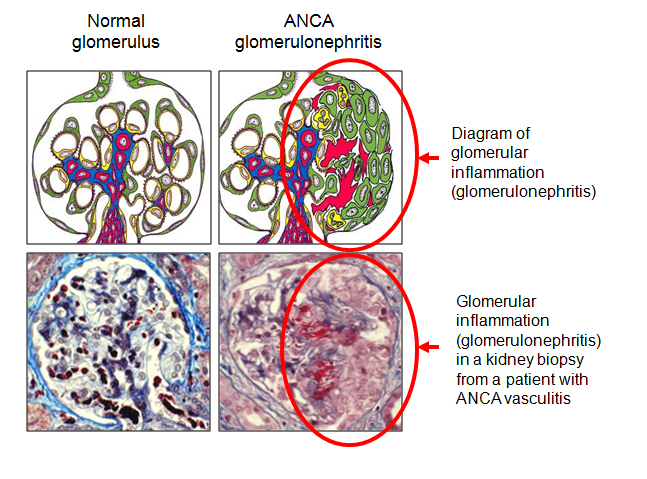 Normal
glomerulus
ANCA
glomerulonephritis
Diagram of
glomerular
inflammation
(glomerulonephritis)
Glomerular
inflammation
(glomerulonephritis)
in a kidney biopsy
from a patient with
ANCA vasculitis